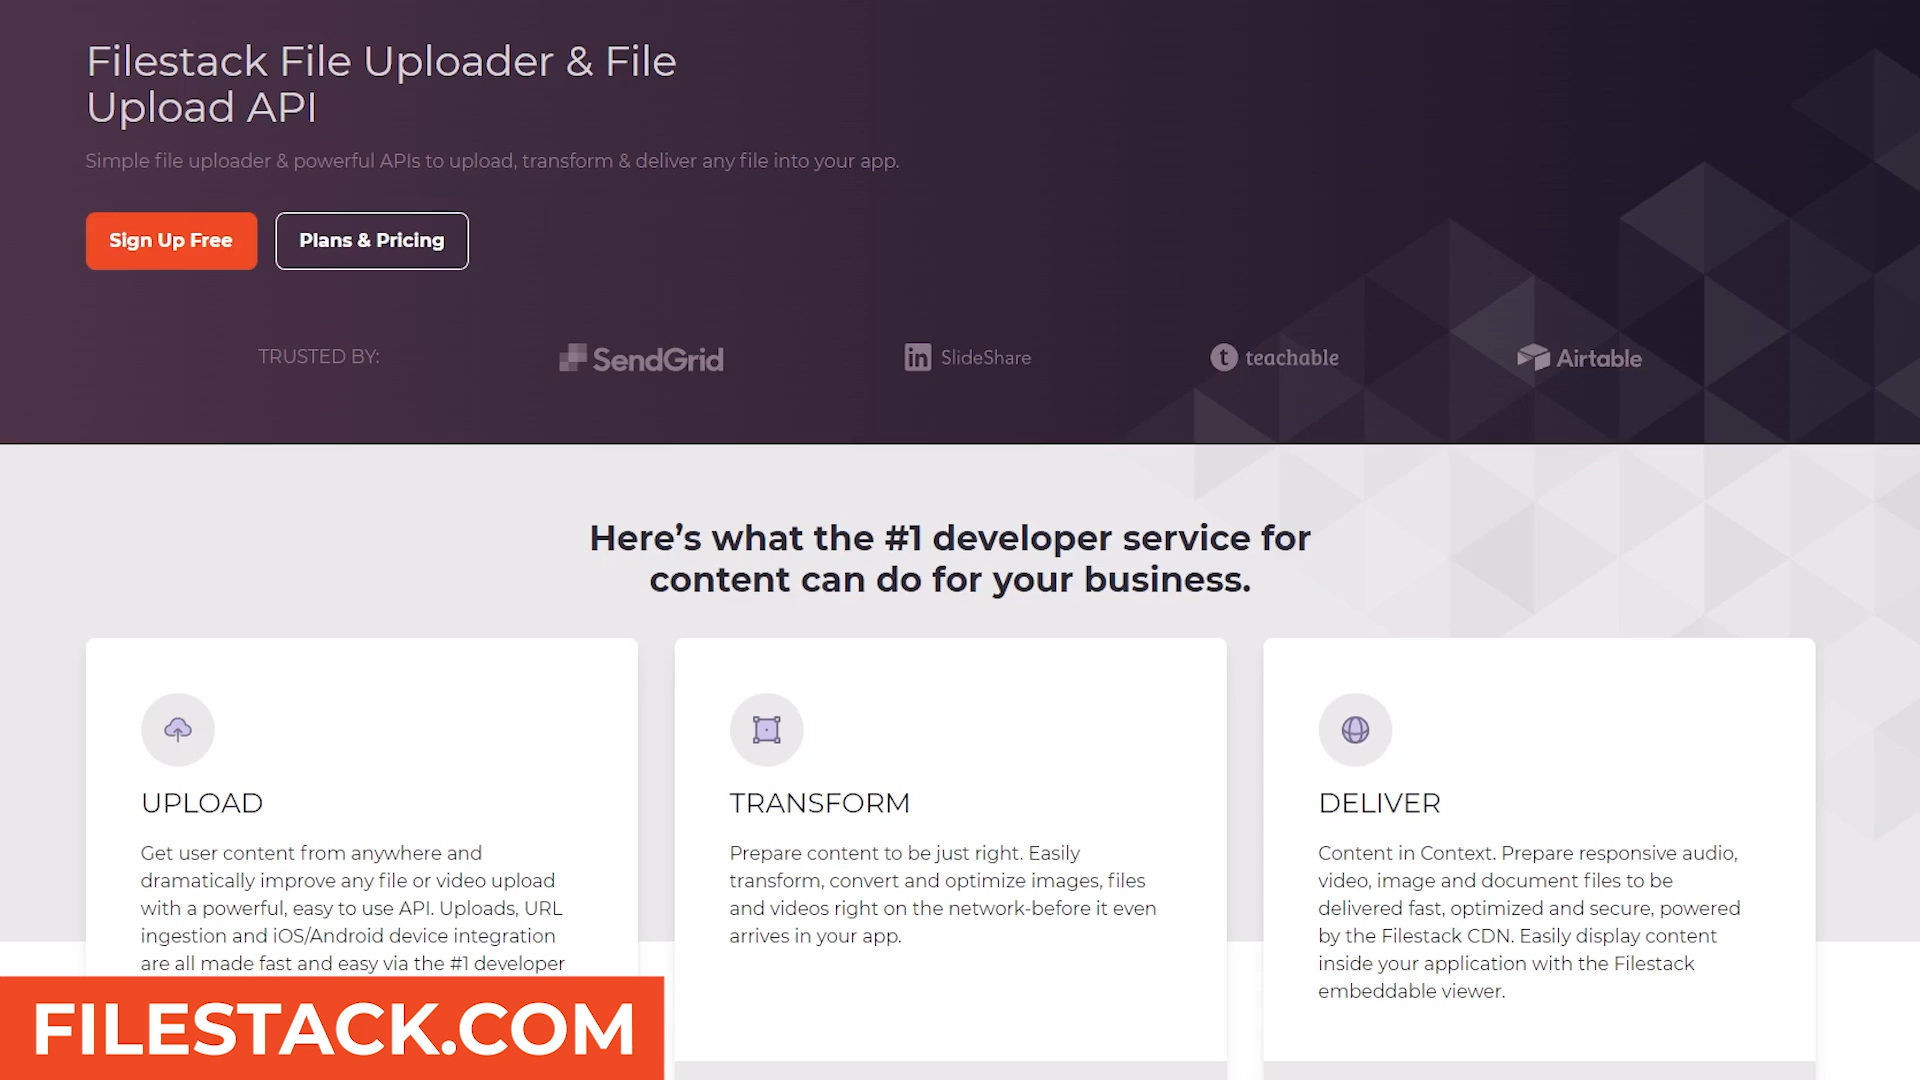 Filestack File Uploader & File
Upload API
Simple file uploader & powerful APIs to upload, transform & deliver any file into your app.
Sign Up Free
Plans & Pricing
TRUSTED BY:
SendGrid
in SlideShare
t teachable
Airtable
Here’s what the #1 developer service for
content can do for your business.
UPLOAD
Get user content from anywhere and
dramatically improve any file or video upload
with a powerful, easy to use API. Uploads, URL
ingestion and iOS/Android device integration
are all made fast and easy via the #1 developer
TRANSFORM
Prepare content to be just right. Easily
transform, convert and optimize images, files
and videos right on the network-before it even
arrives in your app.
DELIVER
Content in Context. Prepare responsive audio,
video, image and document files to be
delivered fast, optimized and secure, powered
by the Filestack CDN. Easily display content
inside your application with the Filestack
embeddable viewer.
FILESTACK.COM